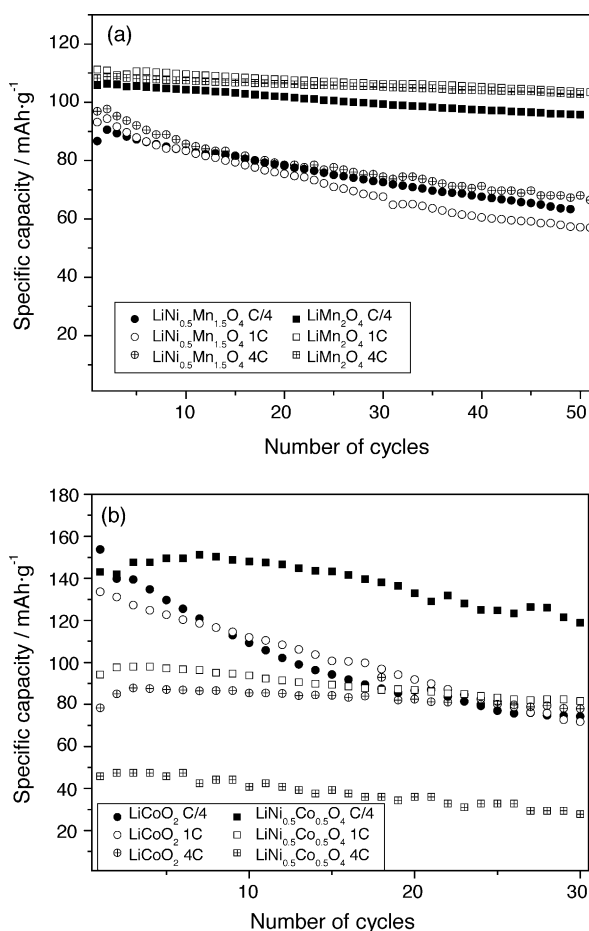 (a)
120
100
80
60
40
20
Specific capacity / mAh·g⁻¹
LiNi₀.₅Mn₁.₅O₄ C/4
LiMn₂O₄ C/4
LiNi₀.₅Mn₁.₅O₄ 1C
LiMn₂O₄ 1C
LiNi₀.₅Mn₁.₅O₄ 4C
LiMn₂O₄ 4C
10 20 30 40 50
Number of cycles
(b)
180
160
140
120
100
80
60
40
20
Specific capacity / mAh·g⁻¹
LiCoO₂ C/4
LiNi₀.₅Co₀.₅O₄ C/4
LiCoO₂ 1C
LiNi₀.₅Co₀.₅O₄ 1C
LiCoO₂ 4C
LiNi₀.₅Co₀.₅O₄ 4C
10 20 30
Number of cycles